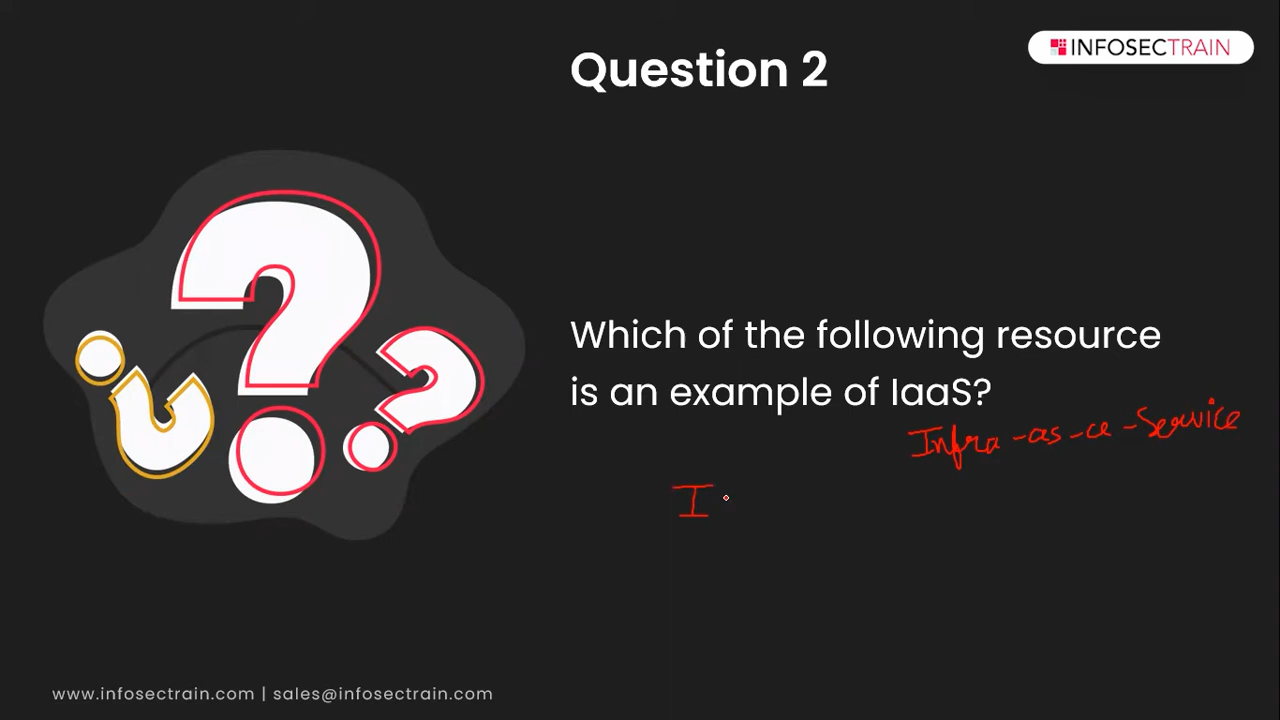 Question 2
INFOSECTRAIN
Which of the following resource
is an example of IaaS?
Infra-as-a-Service
I
www.infosectrain.com | sales@infosectrain.com